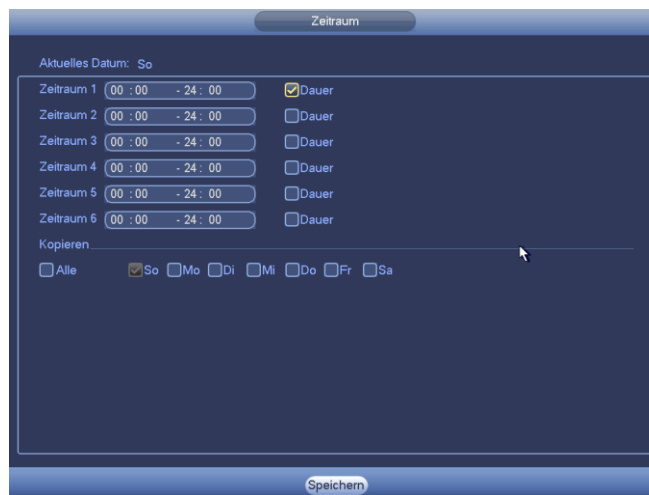 Zeitraum
Aktuelles Datum: So
Zeitraum 1 00 :00 - 24 : 00 Dauer
Zeitraum 2 00 :00 - 24 : 00 Dauer
Zeitraum 3 00 :00 - 24 : 00 Dauer
Zeitraum 4 00 :00 - 24 : 00 Dauer
Zeitraum 5 00 :00 - 24 : 00 Dauer
Zeitraum 6 00 :00 - 24 : 00 Dauer
Kopieren
Alle So Mo Di Mi Do Fr Sa
Speichern